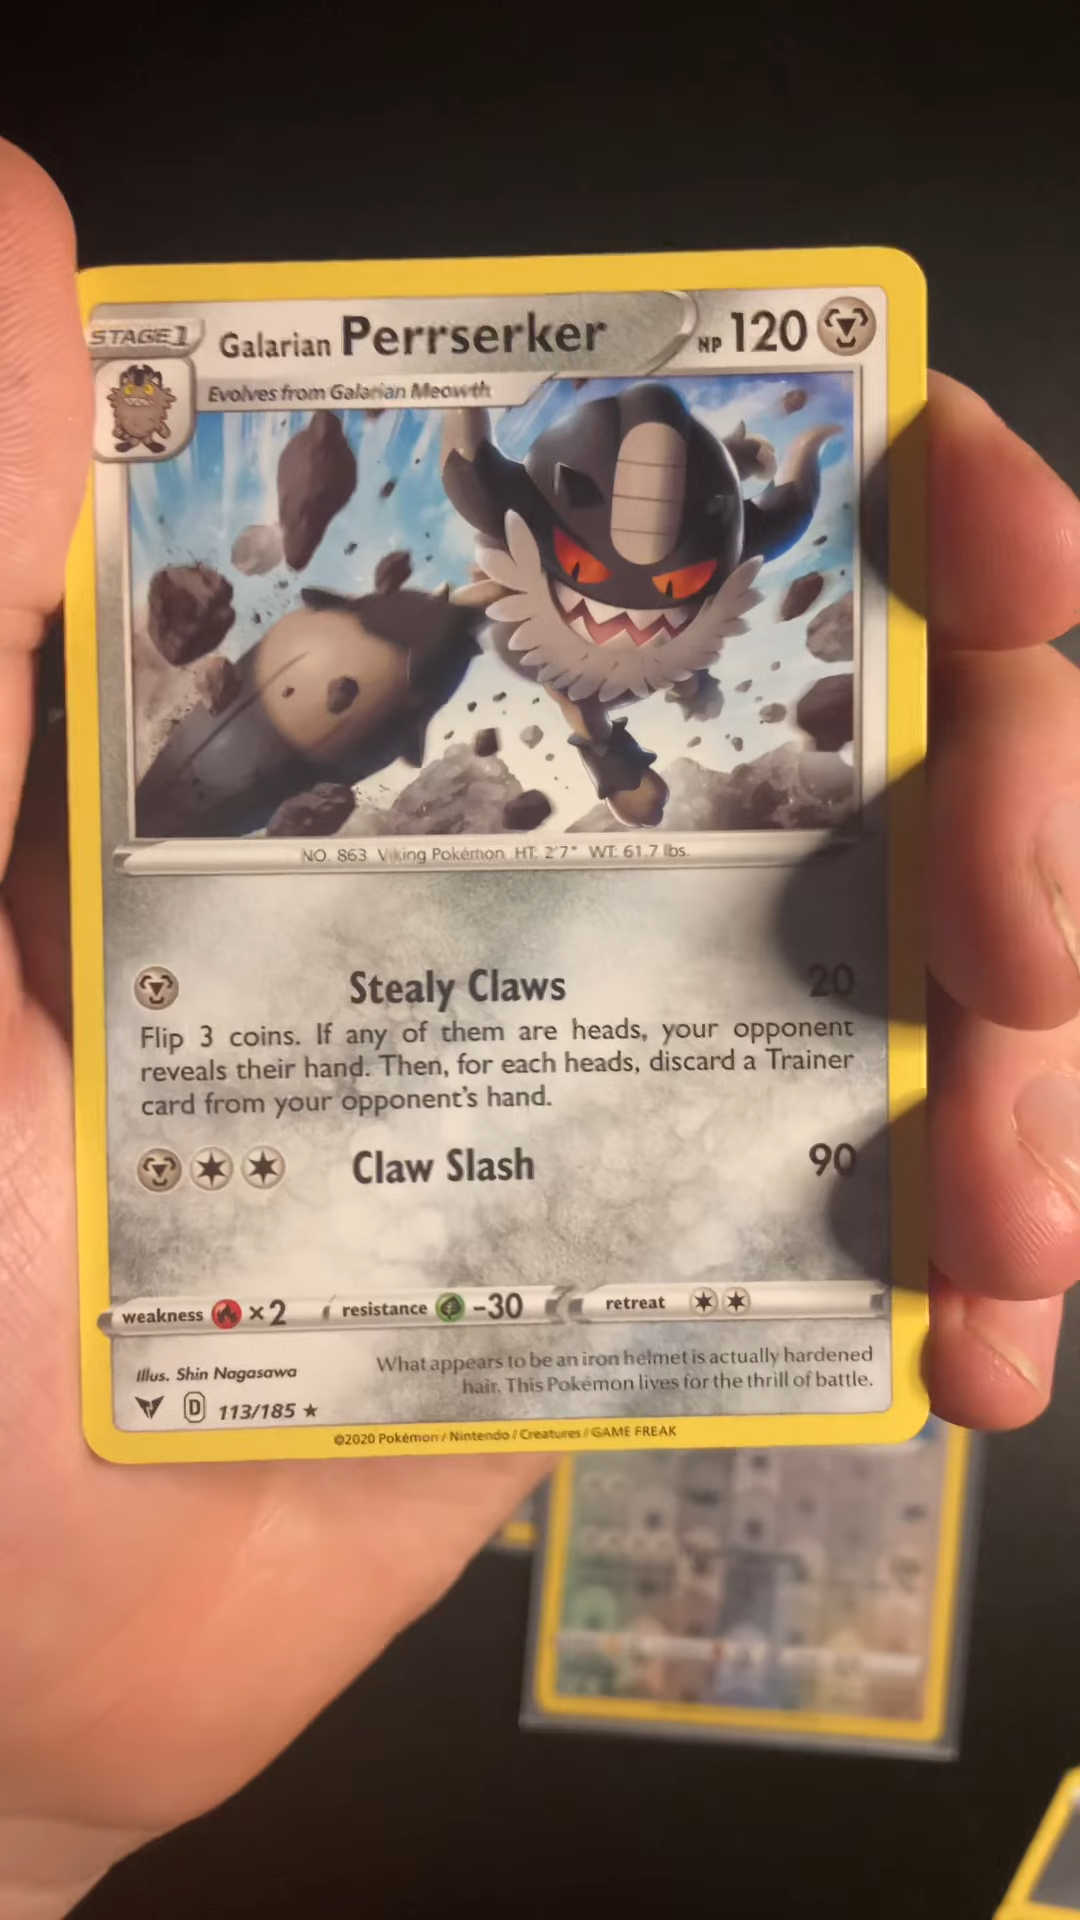 STAGE 1
Galarian Perrserker
HP 120
Evolves from Galarian Meowth
NO. 863 Viking Pokémon HT: 2'7" WT: 61.7 lbs.
Stealy Claws 20
Flip 3 coins. If any of them are heads, your opponent
reveals their hand. Then, for each heads, discard a Trainer
card from your opponent's hand.
Claw Slash 90
weakness ×2 resistance -30 retreat
Illus. Shin Nagasawa
What appears to be an iron helmet is actually hardened
hair. This Pokémon lives for the thrill of battle.
D 113/185 ★
©2020 Pokémon / Nintendo / Creatures / GAME FREAK